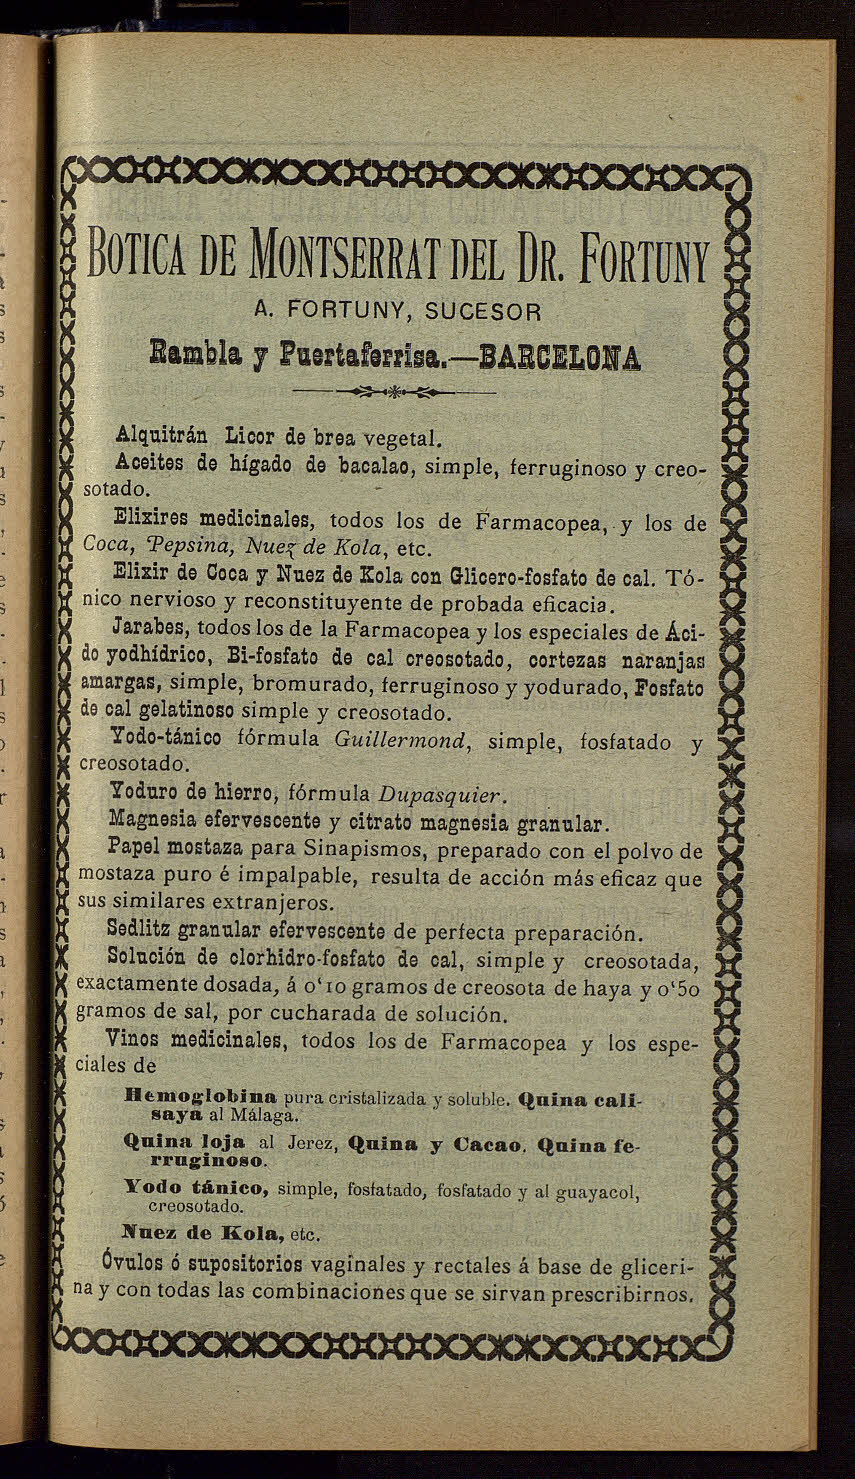 BOTICA DE MONTSERRAT DEL DR. FORTUNY
A. FORTUNY, SUCESOR
Rambla y Puertaferrisa.—BARCELONA
Alquitrán Licor de brea vegetal.
Aceites de hígado de bacalao, simple, ferruginoso y creo-
sotado.
Elixires medicinales, todos los de Farmacopea, y los de
Coca, Pepsina, Nuez de Kola, etc.
Elixir de Coca y Nuez de Kola con Glicero-fosfato de cal. Tó-
nico nervioso y reconstituyente de probada eficacia.
Jarabes, todos los de la Farmacopea y los especiales de Áci-
do yodhídrico, Bi-fosfato de cal creosotado, cortezas naranjas
amargas, simple, bromurado, ferruginoso y yodurado, Fosfato
de cal gelatinoso simple y creosotado.
Yodo-tánico fórmula Guillermond, simple, fosfatado y
creosotado.
Yoduro de hierro, fórmula Dupasquier.
Magnesia efervescente y citrato magnesia granular.
Papel mostaza para Sinapismos, preparado con el polvo de
mostaza puro é impalpable, resulta de acción más eficaz que
sus similares extranjeros.
Sedlitz granular efervescente de perfecta preparación.
Solución de clorhidro-fosfato de cal, simple y creosotada,
exactamente dosada, á o‘10 gramos de creosota de haya y o‘50
gramos de sal, por cucharada de solución.
Vinos medicinales, todos los de Farmacopea y los espe-
ciales de
Hemoglobina pura cristalizada y soluble. Quina cali-
saya al Málaga.
Quina loja al Jerez, Quina y Cacao, Quina fe-
rruginoso.
Yodo tánico, simple, fosfatado, fosfatado y al guayacol,
creosotado.
Nuez de Kola, etc.
Óvulos ó supositorios vaginales y rectales á base de gliceri-
na y con todas las combinaciones que se sirvan prescribirnos.